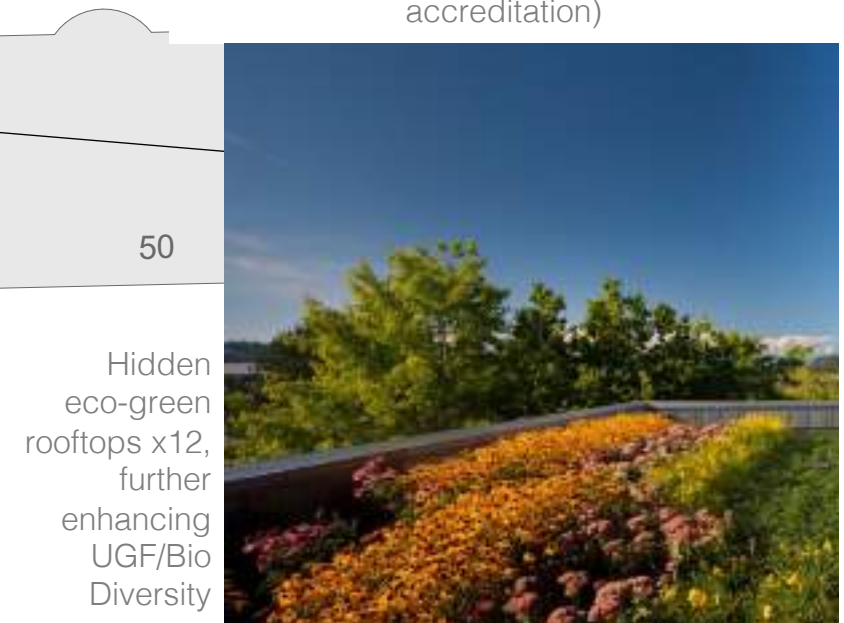 accreditation)
50
Hidden
eco-green
rooftops x12,
further
enhancing
UGF/Bio
Diversity